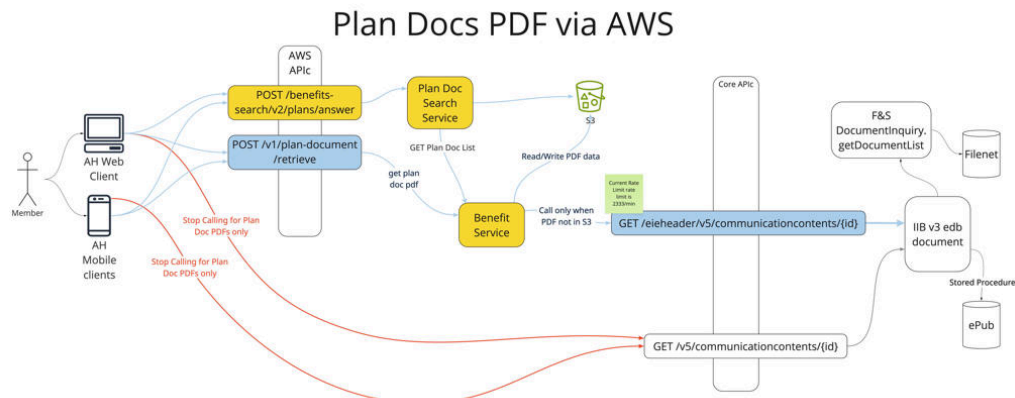 Plan Docs PDF via AWS
AWS
APIc
POST /benefits-
search/v2/plans/answer
Plan Doc
Search
Service
S3
Core APIc
F&S
DocumentInquiry,
getDocumentList
Filenet
POST /v1/plan-document
/retrieve
AH Web
Client
GET Plan Doc List
Read/Write PDF data
Member
get plan
doc pdf
Current Rate
Limit rate
limit is
2333/min
AH
Mobile
clients
Stop Calling for Plan
Doc PDFs only
Benefit
Service
Call only when
PDF not in S3
GET /eieheader/v5/communicationcontents/{id}
IIB v3 edb
document
Stop Calling for Plan
Doc PDFs only
Stored Procedure
ePub
GET /v5/communicationcontents/{id}